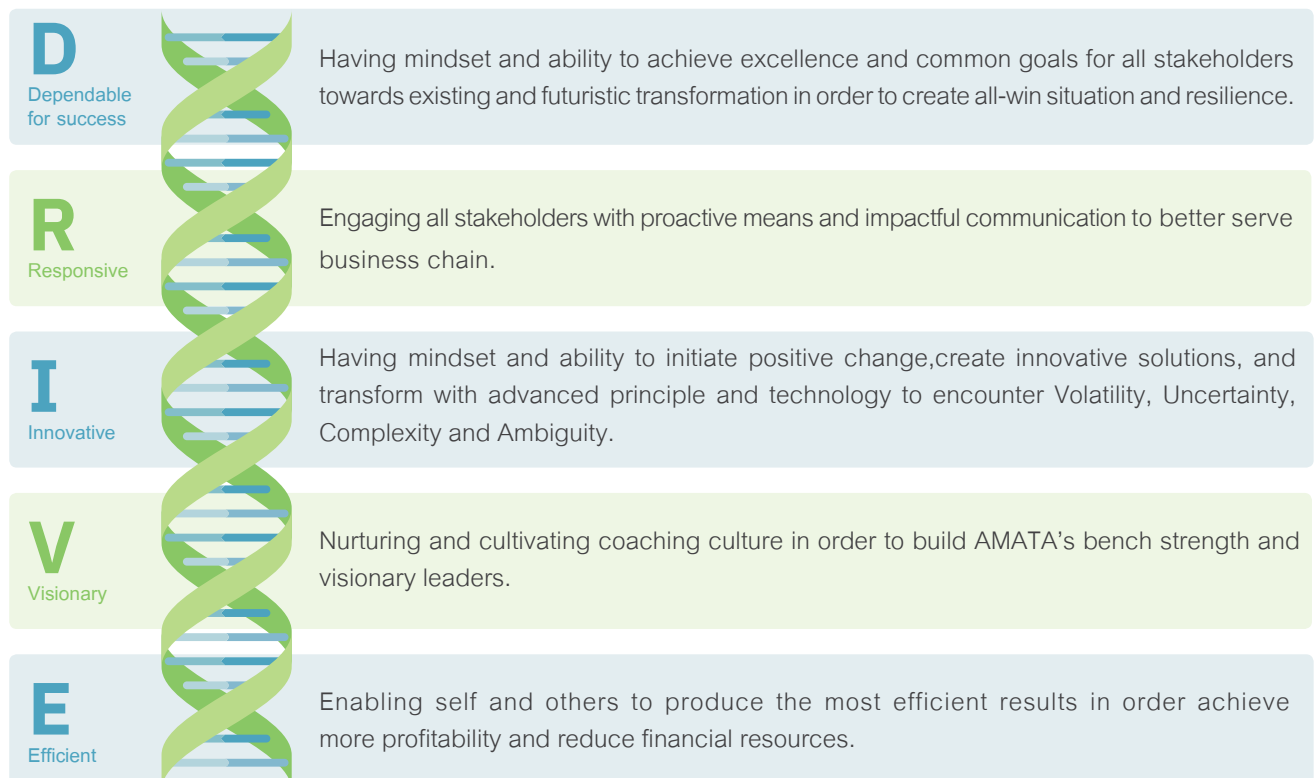 D
Dependable
for success
Having mindset and ability to achieve excellence and common goals for all stakeholders
towards existing and futuristic transformation in order to create all-win situation and resilience.
R
Responsive
Engaging all stakeholders with proactive means and impactful communication to better serve
business chain.
I
Innovative
Having mindset and ability to initiate positive change,create innovative solutions, and
transform with advanced principle and technology to encounter Volatility, Uncertainty,
Complexity and Ambiguity.
V
Visionary
Nurturing and cultivating coaching culture in order to build AMATA’s bench strength and
visionary leaders.
E
Efficient
Enabling self and others to produce the most efficient results in order achieve
more profitability and reduce financial resources.